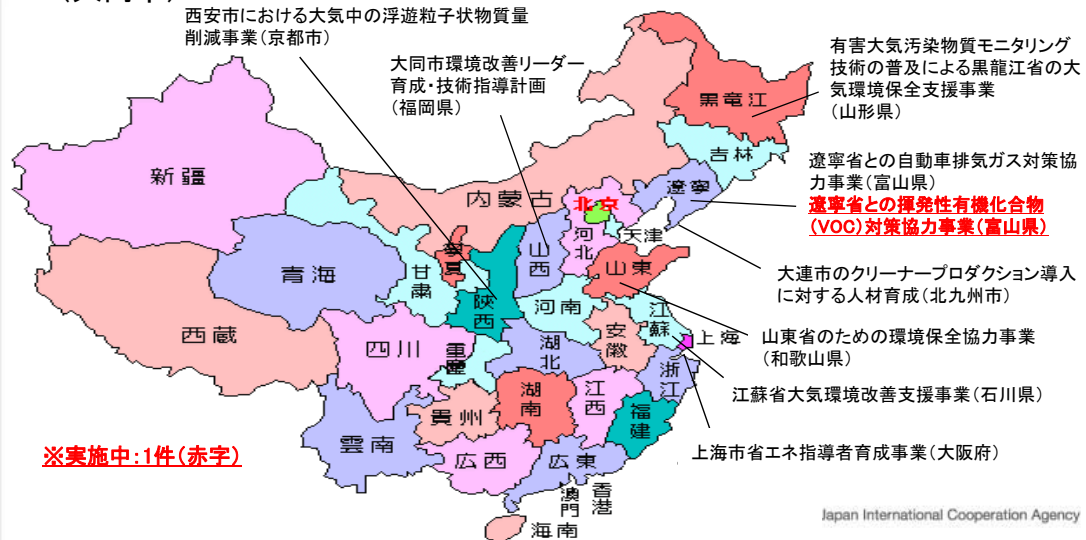 西安市における大気中の浮遊粒子状物質量
削減事業(京都市)
大同市環境改善リーダー
育成・技術指導計画
(福岡県)
有害大気汚染物質モニタリング
技術の普及による黒龍江省の大
気環境保全支援事業
(山形県)
遼寧省との自動車排気ガス対策協
力事業(富山県)
遼寧省との揮発性有機化合物
(VOC)対策協力事業(富山県)
大連市のクリーナープロダクション導入
に対する人材育成(北九州市)
山東省のための環境保全協力事業
(和歌山県)
江蘇省大気環境改善支援事業(石川県)
上海市省エネ指導者育成事業(大阪府)
黒竜江
吉林
遼寧
内蒙古
新疆
北京
天津
河北
山西
山東
寧夏
青海
甘粛
陝西
河南
江蘇
安徽
上海
西蔵
四川
重慶
湖北
浙江
湖南
江西
貴州
福建
雲南
広西
広東
澳門
香港
海南
※実施中:1件(赤字)
Japan International Cooperation Agency